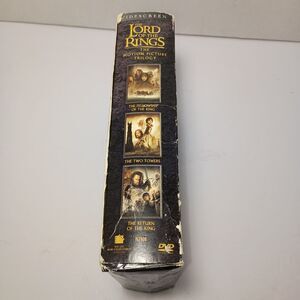 WIDESCREEN
THE
LORD
OF THE
RINGS
THE
MOTION PICTURE
TRILOGY
THE FELLOWSHIP
OF THE RING
THE TWO TOWERS
THE RETURN OF THE KING
DVD